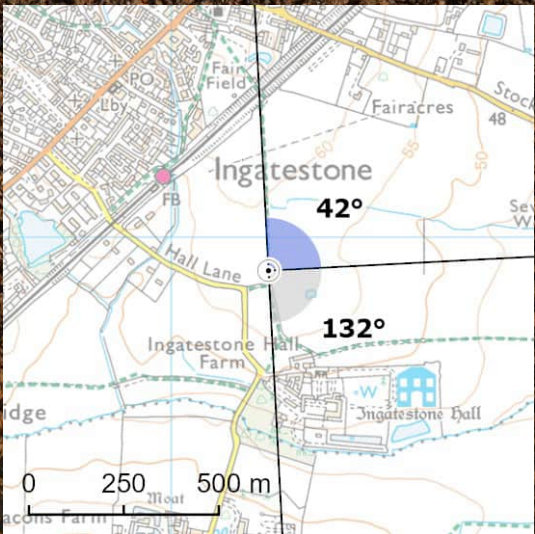 PO
Lby
Fair
Field
Fairacres
Stock
48
60
55
50
Ingatestone
FB
42°
Hall Lane
132°
Ingatestone Hall
Farm
W
Ingatestone Hall
idge
0 250 500 m
Moat
acons Farm